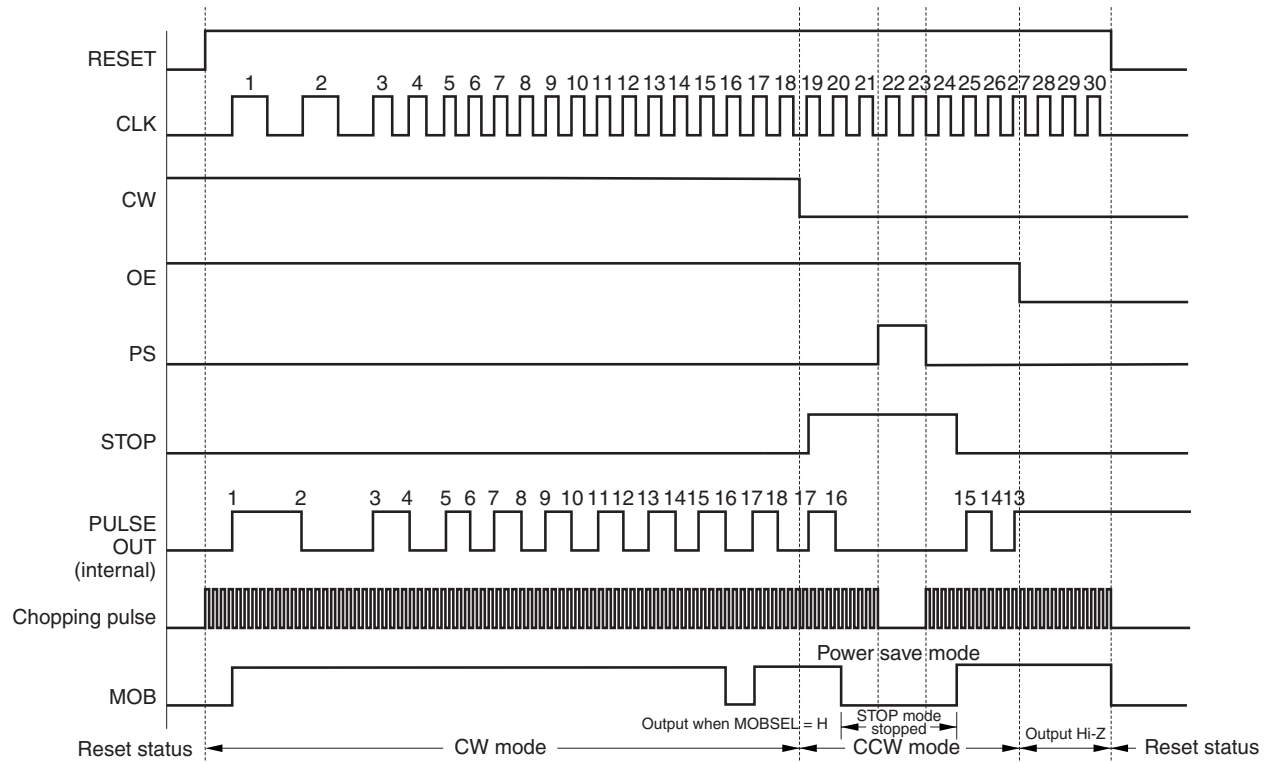 RESET
1 2 3 4 5 6 7 8 9 10 11 12 13 14 15 16 17 18 19 20 21 22 23 24 25 26 27 28 29 30
CLK
CW
OE
PS
STOP
1 2 3 4 5 6 7 8 9 10 11 12 13 14 15 16 17 18 17 16 15 14 13
PULSE
OUT
(internal)
Chopping pulse
Power save mode
MOB
Output when MOBSEL = H
STOP mode
stopped
Reset status
CW mode
CCW mode
Output Hi-Z
Reset status